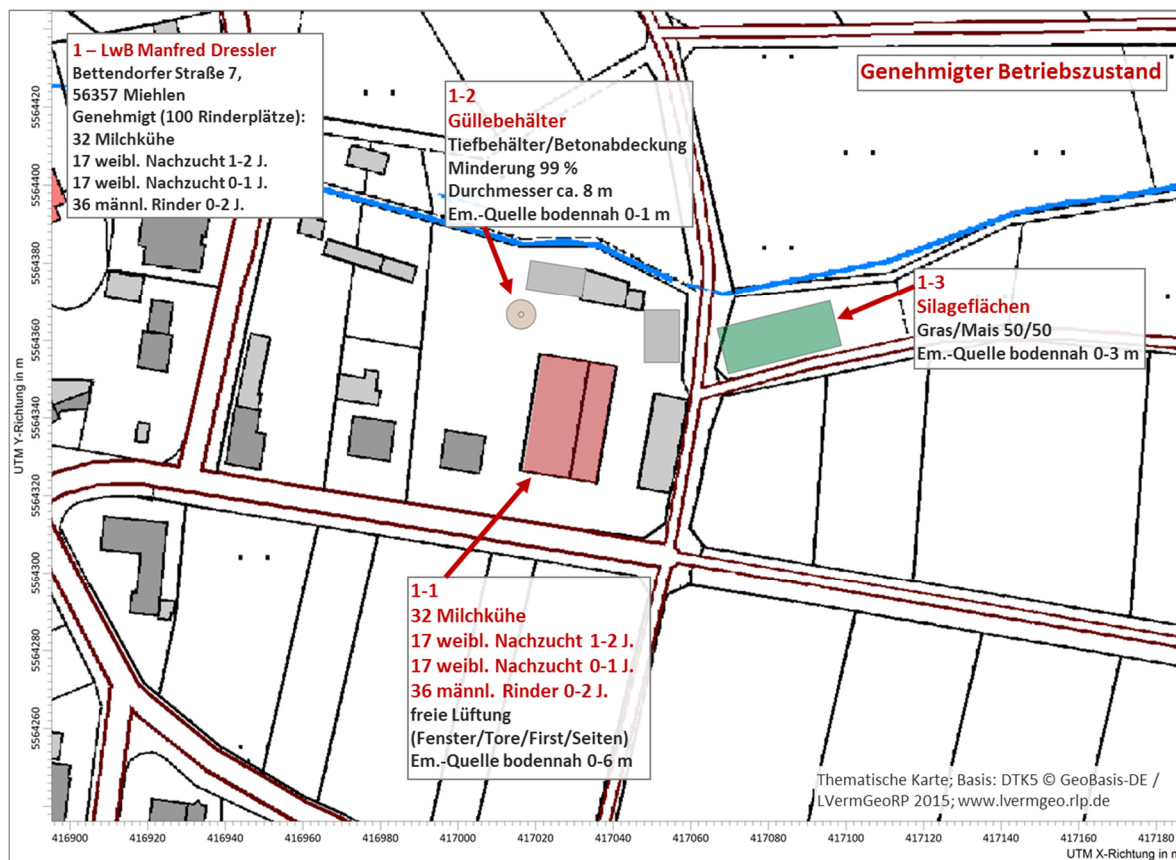 1 – LwB Manfred Dressler
Bettendorfer Straße 7,
56357 Miehlen
Genehmigt (100 Rinderplätze):
32 Milchkühe
17 weibl. Nachzucht 1-2 J.
17 weibl. Nachzucht 0-1 J.
36 männl. Rinder 0-2 J.
1-2
Güllebehälter
Tiefbehälter/Betonabdeckung
Minderung 99 %
Durchmesser ca. 8 m
Em.-Quelle bodennah 0-1 m
Genehmigter Betriebszustand
1-3
Silageflächen
Gras/Mais 50/50
Em.-Quelle bodennah 0-3 m
1-1
32 Milchkühe
17 weibl. Nachzucht 1-2 J.
17 weibl. Nachzucht 0-1 J.
36 männl. Rinder 0-2 J.
freie Lüftung
(Fenster/Tore/First/Seiten)
Em.-Quelle bodennah 0-6 m
Thematische Karte; Basis: DTK5 © GeoBasis-DE /
LVermGeoRP 2015; www.lvermgeo.rlp.de
UTM Y-Richtung in m
5564420
5564400
5564380
5564360
5564340
5564320
5564300
5564280
5564260
416900
416920
416940
416960
416980
417000
417020
417040
417060
417080
417100
417120
417140
417160
417180
UTM X-Richtung in m